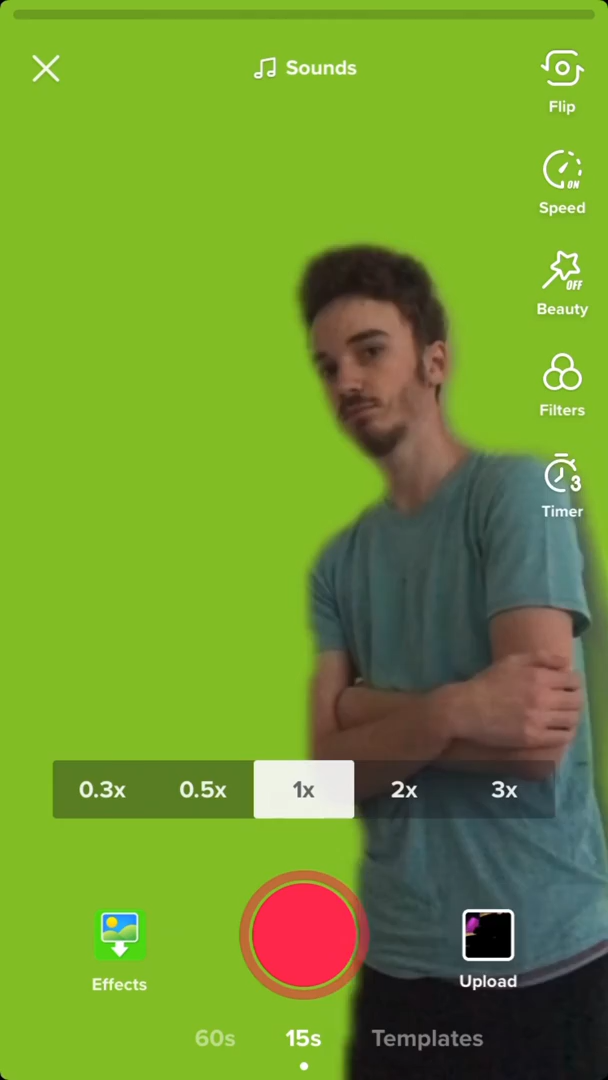 Sounds
Flip
ON
Speed
OFF
Beauty
Filters
3
Timer
0.3x 0.5x 1x 2x 3x
Effects
Upload
60s 15s Templates